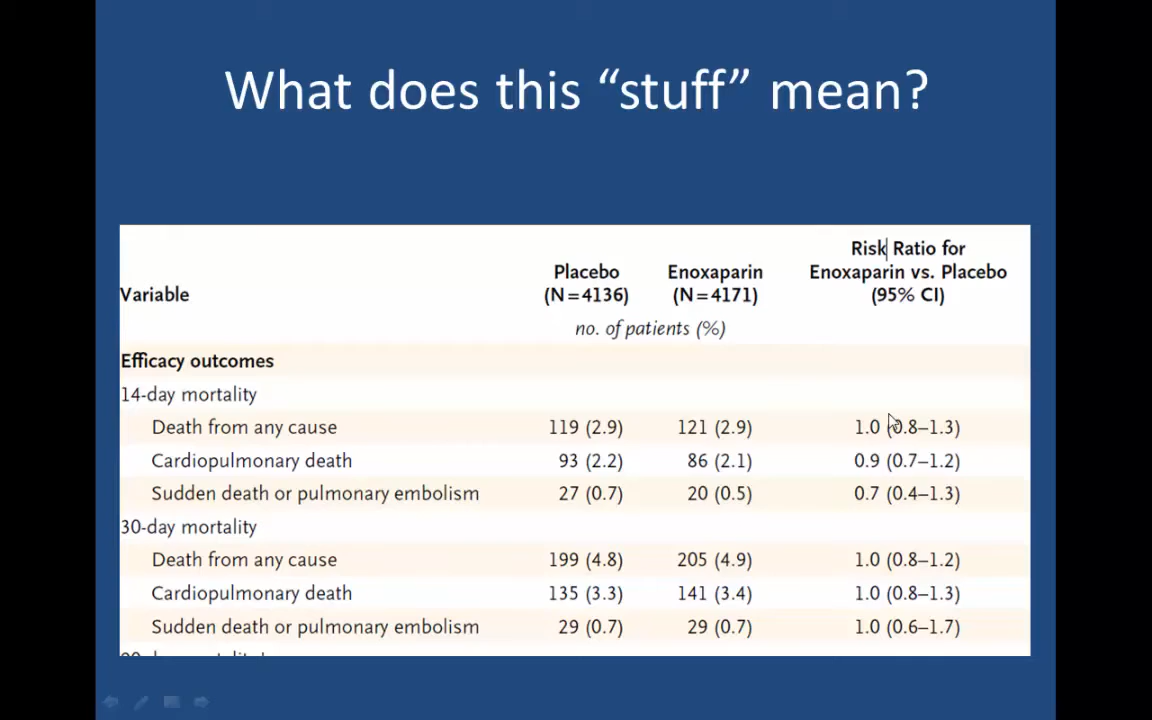 What does this “stuff” mean?
Risk Ratio for
Placebo Enoxaparin Enoxaparin vs. Placebo
Variable (N=4136) (N=4171) (95% CI)
no. of patients (%)
Efficacy outcomes
14-day mortality
Death from any cause 119 (2.9) 121 (2.9) 1.0 (0.8–1.3)
Cardiopulmonary death 93 (2.2) 86 (2.1) 0.9 (0.7–1.2)
Sudden death or pulmonary embolism 27 (0.7) 20 (0.5) 0.7 (0.4–1.3)
30-day mortality
Death from any cause 199 (4.8) 205 (4.9) 1.0 (0.8–1.2)
Cardiopulmonary death 135 (3.3) 141 (3.4) 1.0 (0.8–1.3)
Sudden death or pulmonary embolism 29 (0.7) 29 (0.7) 1.0 (0.6–1.7)